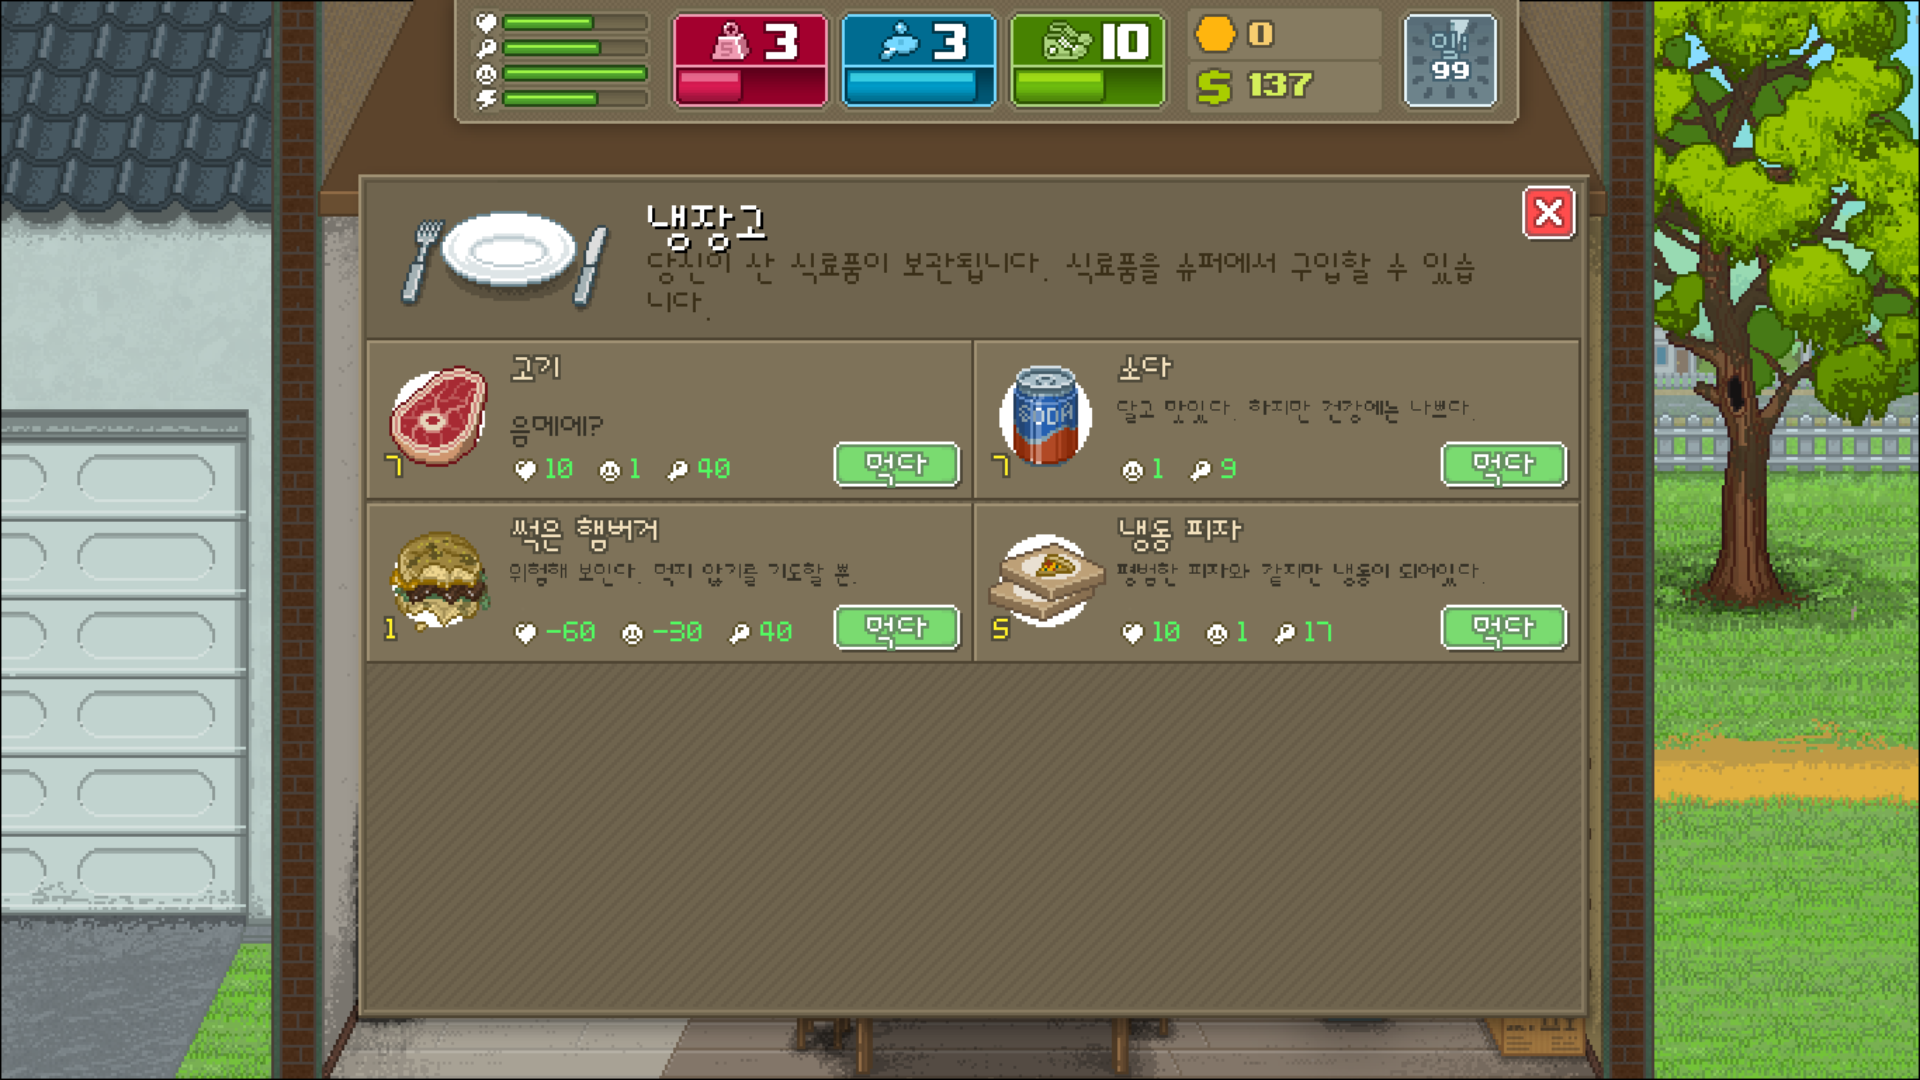 3
3
10
0
137
일
99
냉장고
당신이 산 식료품이 보관됩니다. 식료품을 슈퍼에서 구입할 수 있습
니다.
고기
음메에?
7
10 1 40
먹다
소다
달고 맛있다. 하지만 건강에는 나쁘다.
SODA
7
1 9
먹다
썩은 햄버거
위험해 보인다. 먹지 않기를 기도할 뿐.
1
-60 -30 40
먹다
냉동 피자
평범한 피자와 같지만 냉동이 되어있다.
5
10 1 17
먹다